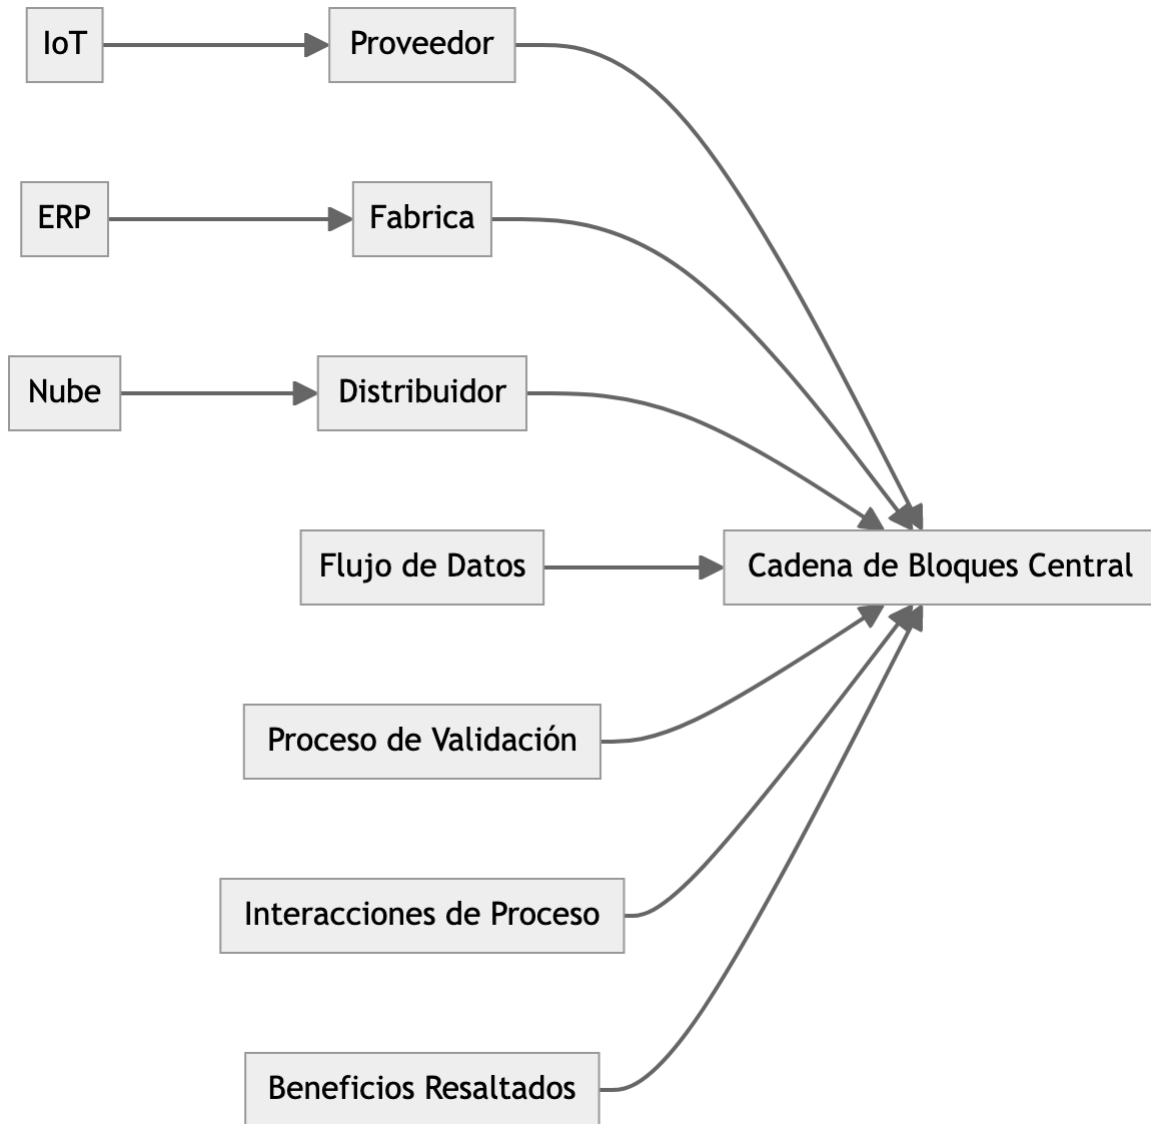 IoT
Proveedor
ERP
Fabrica
Nube
Distribuidor
Flujo de Datos
Cadena de Bloques Central
Proceso de Validación
Interacciones de Proceso
Beneficios Resaltados